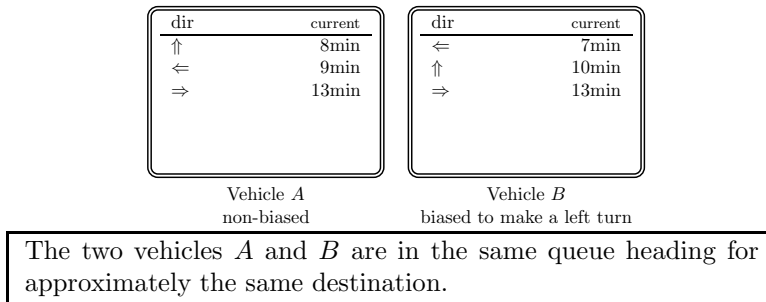 dir current
⇑ 8min
⇐ 9min
⇒ 13min
Vehicle A
non-biased
dir current
⇐ 7min
⇑ 10min
⇒ 13min
Vehicle B
biased to make a left turn
The two vehicles A and B are in the same queue heading for
approximately the same destination.